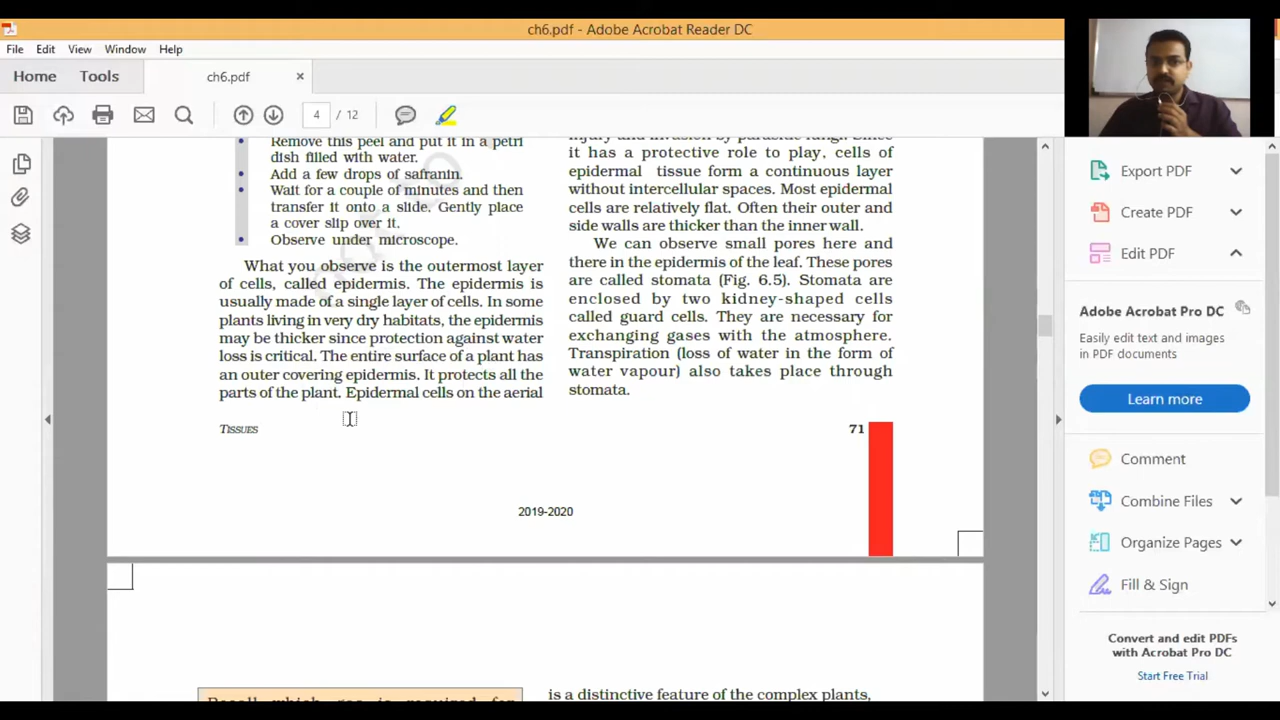 ch6.pdf - Adobe Acrobat Reader DC
File Edit View Window Help
Home Tools ch6.pdf ×
4 / 12
Remove this peel and put it in a petri
dish filled with water.
• Add a few drops of safranin.
• Wait for a couple of minutes and then
transfer it onto a slide. Gently place
a cover slip over it.
• Observe under microscope.
What you observe is the outermost layer
of cells, called epidermis. The epidermis is
usually made of a single layer of cells. In some
plants living in very dry habitats, the epidermis
may be thicker since protection against water
loss is critical. The entire surface of a plant has
an outer covering epidermis. It protects all the
parts of the plant. Epidermal cells on the aerial
injury and invasion by parasitic fungi. Since
it has a protective role to play, cells of
epidermal tissue form a continuous layer
without intercellular spaces. Most epidermal
cells are relatively flat. Often their outer and
side walls are thicker than the inner wall.
We can observe small pores here and
there in the epidermis of the leaf. These pores
are called stomata (Fig. 6.5). Stomata are
enclosed by two kidney-shaped cells
called guard cells. They are necessary for
exchanging gases with the atmosphere.
Transpiration (loss of water in the form of
water vapour) also takes place through
stomata.
TISSUES
71
2019-2020
Recall which gas is required for
is a distinctive feature of the complex plants,
Export PDF
Create PDF
Edit PDF
Adobe Acrobat Pro DC
Easily edit text and images
in PDF documents
Learn more
Comment
Combine Files
Organize Pages
Fill & Sign
Convert and edit PDFs
with Acrobat Pro DC
Start Free Trial